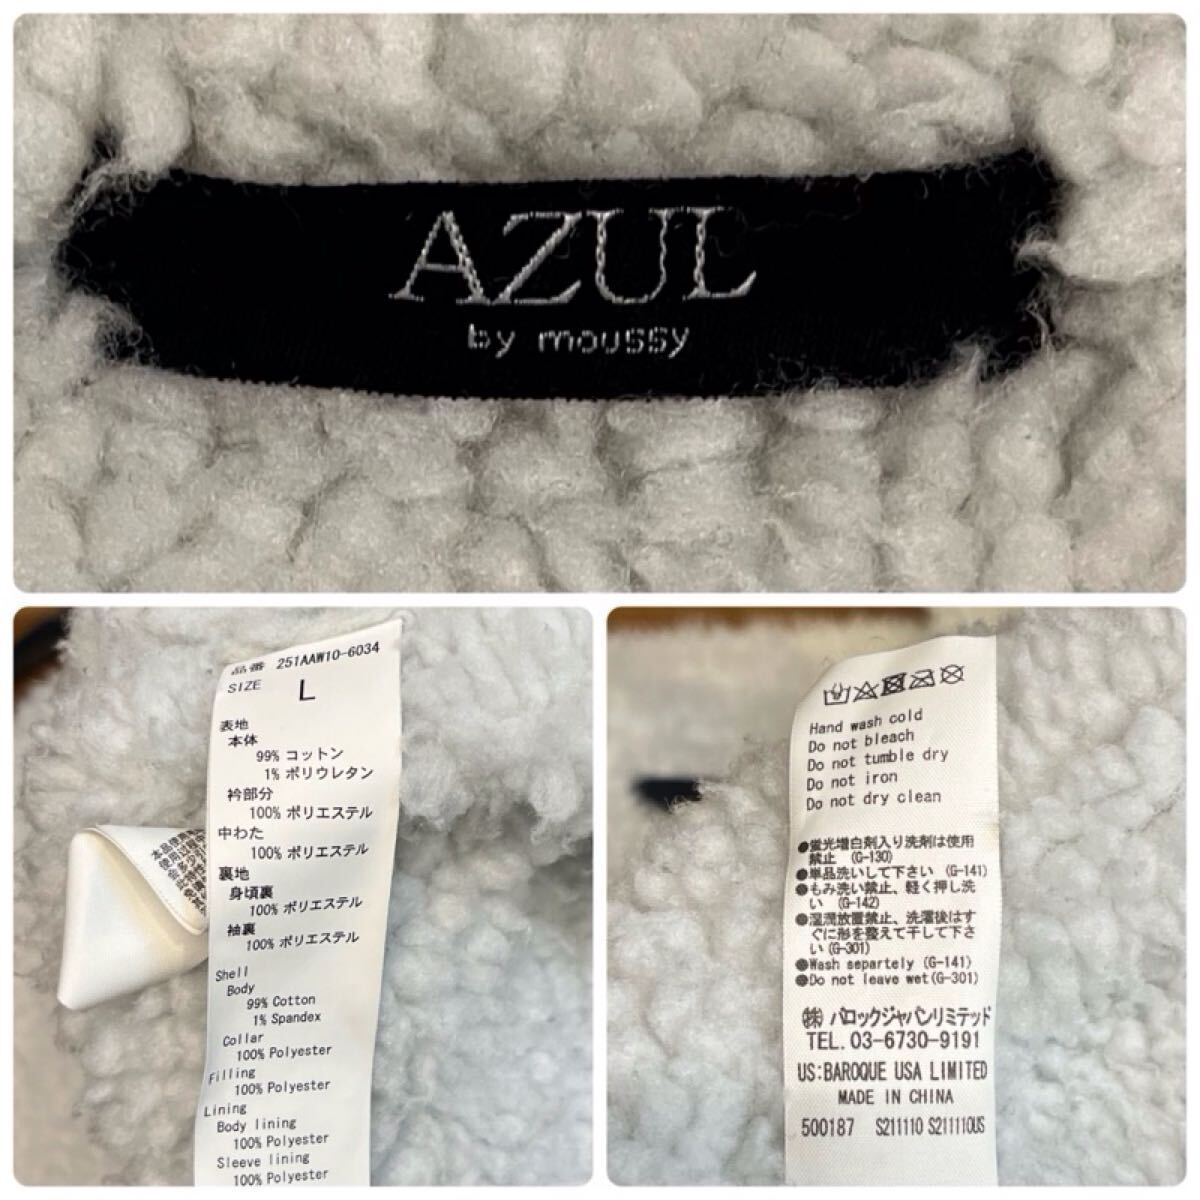 AZUL
by moussy
品番 251AAW10-6034
SIZE L
表地
本体
99% コットン
1% ポリウレタン
衿部分
100% ポリエステル
中わた
100% ポリエステル
裏地
身頃裏
100% ポリエステル
袖裏
100% ポリエステル
Shell
Body
99% Cotton
1% Spandex
Collar
100% Polyester
Filling
100% Polyester
Lining
Body lining
100% Polyester
Sleeve lining
100% Polyester
Hand wash cold
Do not bleach
Do not tumble dry
Do not iron
Do not dry clean
●蛍光増白剤入り洗剤は使用
禁止 (G-130)
●単品洗いして下さい (G-141)
●もみ洗い禁止、軽く押し洗
い (G-142)
●湿潤放置禁止、洗濯後はす
ぐに形を整えて干して下さ
い(G-301)
●Wash separtely (G-141)
●Do not leave wet(G-301)
㈱ バロックジャパンリミテッド
TEL. 03-6730-9191
US:BAROQUE USA LIMITED
MADE IN CHINA
500187 S211110 S211110US